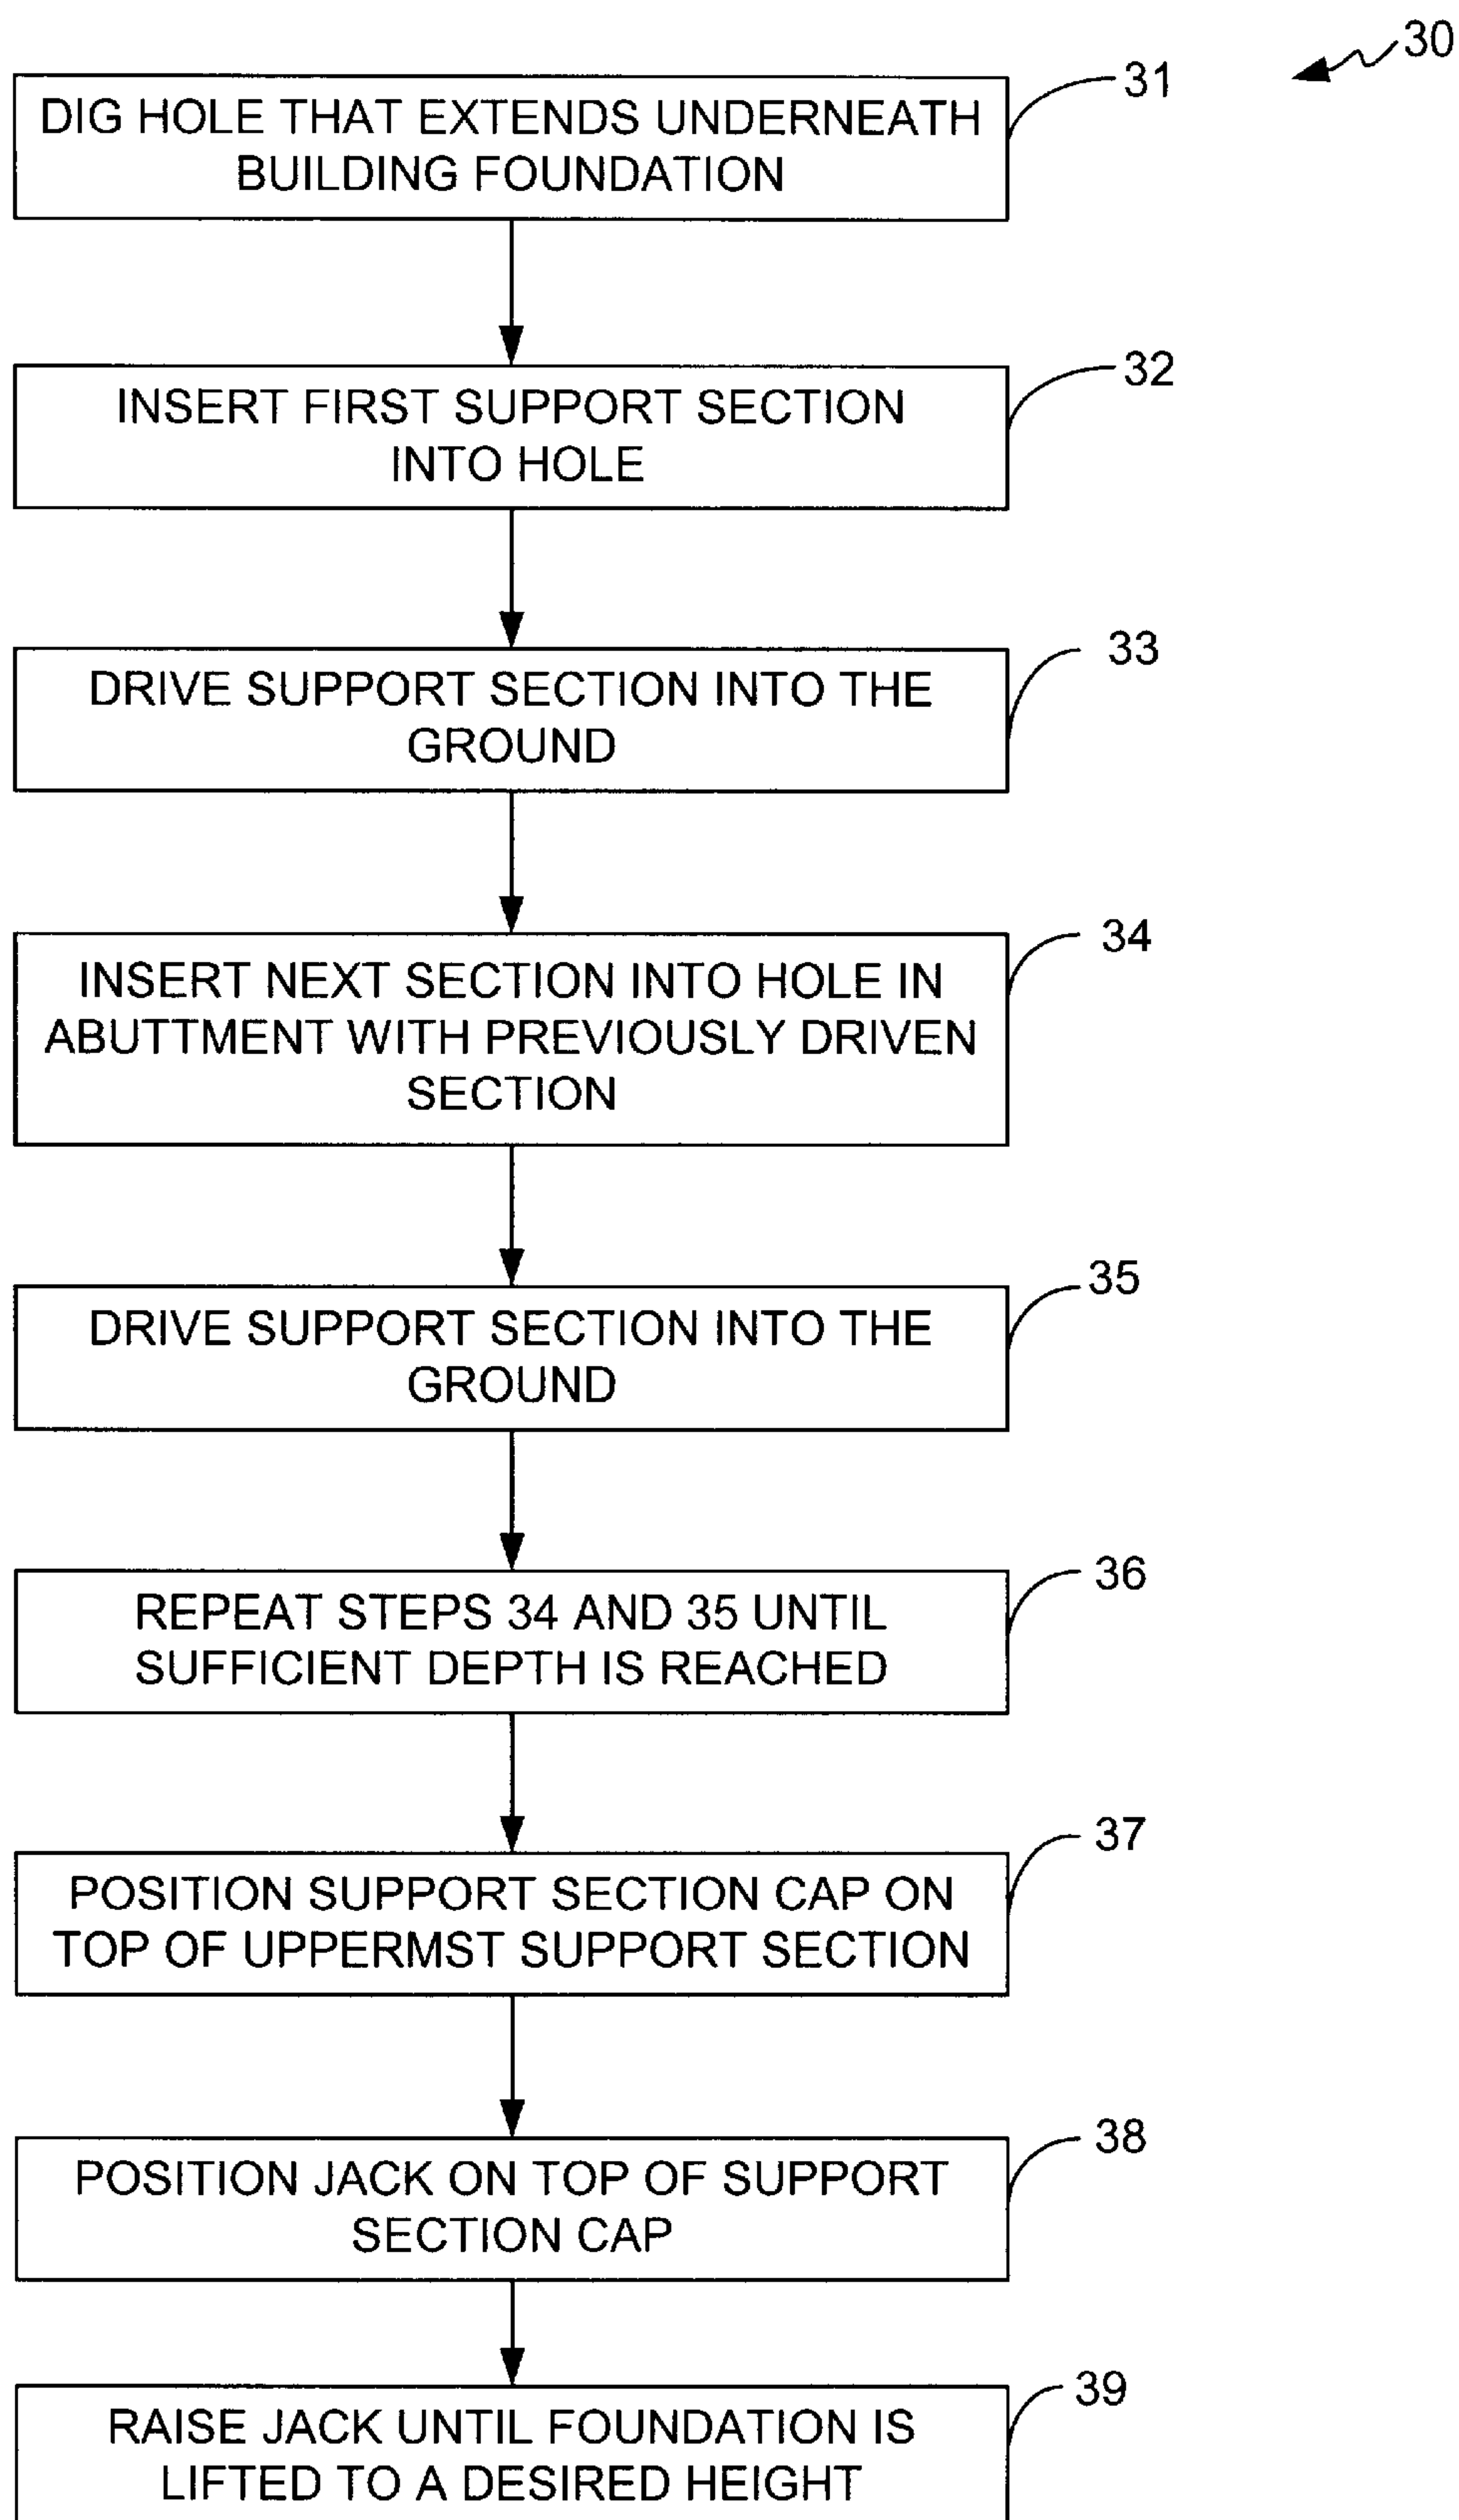 30
31
DIG HOLE THAT EXTENDS UNDERNEATH
BUILDING FOUNDATION
32
INSERT FIRST SUPPORT SECTION
INTO HOLE
33
DRIVE SUPPORT SECTION INTO THE
GROUND
34
INSERT NEXT SECTION INTO HOLE IN
ABUTTMENT WITH PREVIOUSLY DRIVEN
SECTION
35
DRIVE SUPPORT SECTION INTO THE
GROUND
36
REPEAT STEPS 34 AND 35 UNTIL
SUFFICIENT DEPTH IS REACHED
37
POSITION SUPPORT SECTION CAP ON
TOP OF UPPERMST SUPPORT SECTION
38
POSITION JACK ON TOP OF SUPPORT
SECTION CAP
39
RAISE JACK UNTIL FOUNDATION IS
LIFTED TO A DESIRED HEIGHT